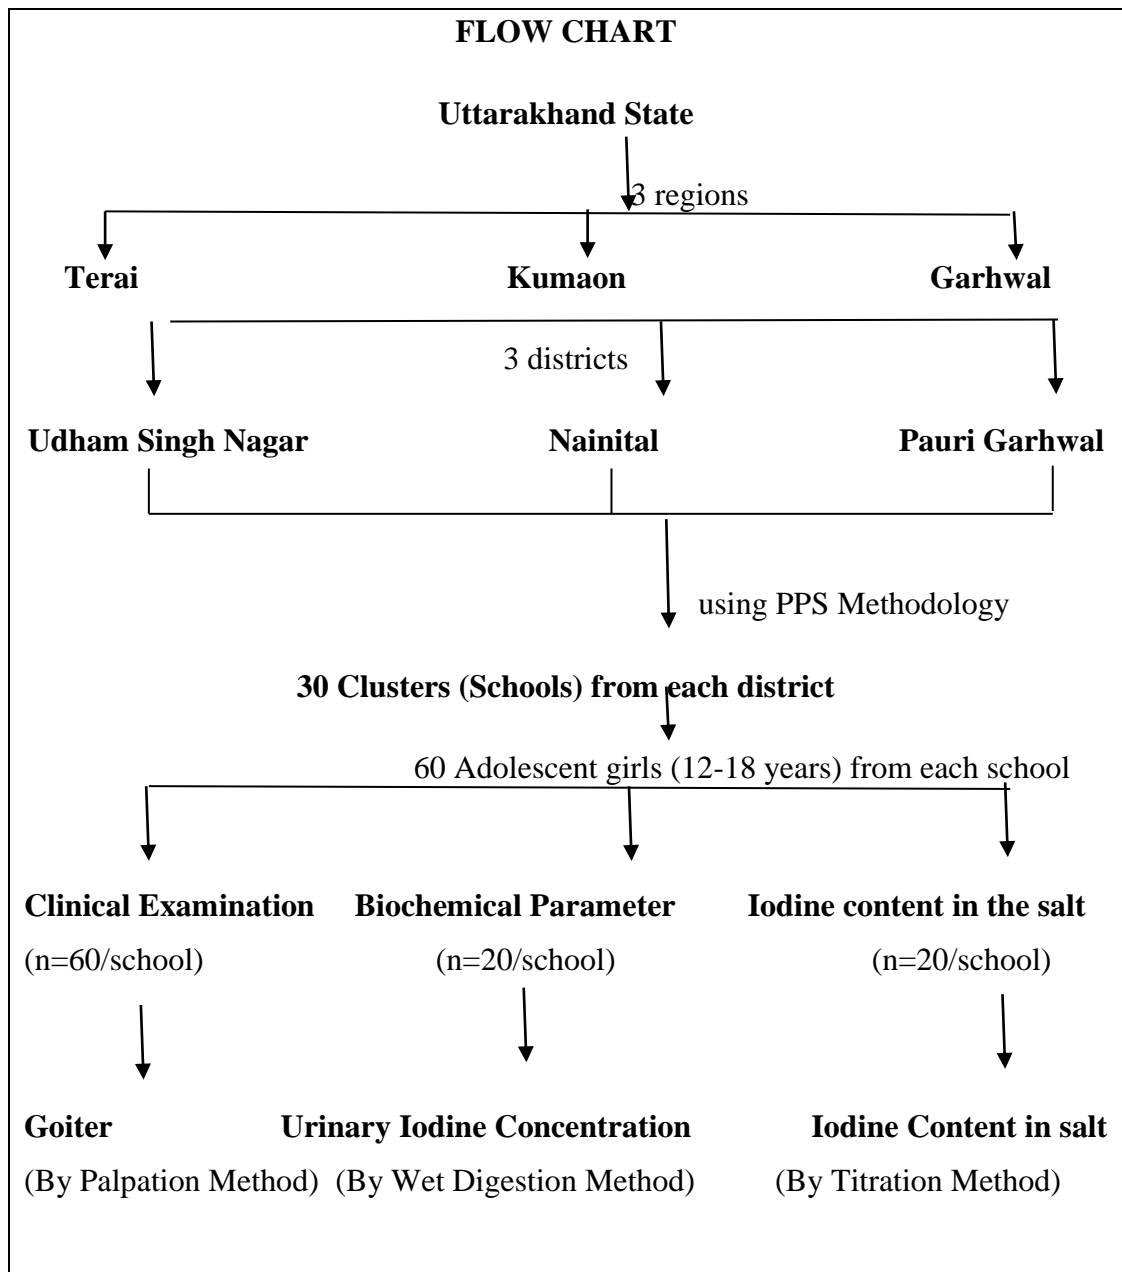 FLOW CHART
Uttarakhand State
3 regions
Terai Kumaon Garhwal
3 districts
Udham Singh Nagar Nainital Pauri Garhwal
using PPS Methodology
30 Clusters (Schools) from each district
60 Adolescent girls (12-18 years) from each school
Clinical Examination Biochemical Parameter Iodine content in the salt
(n=60/school) (n=20/school) (n=20/school)
Goiter Urinary Iodine Concentration Iodine Content in salt
(By Palpation Method) (By Wet Digestion Method) (By Titration Method)